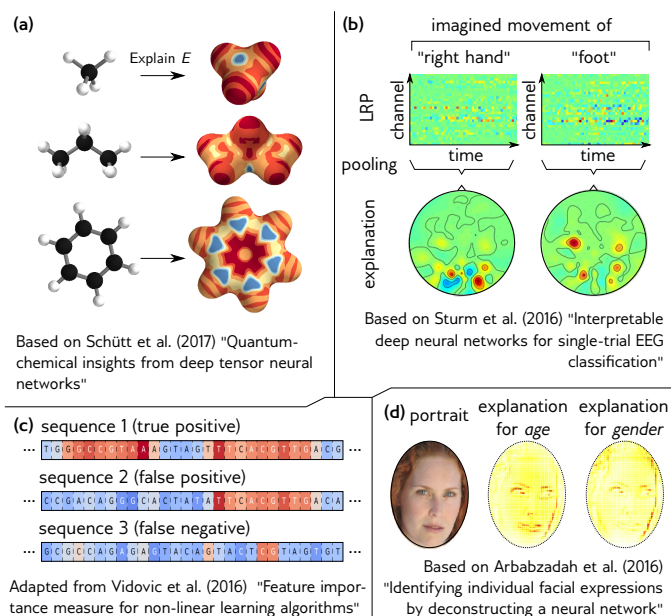 (a)
Explain E
Based on Schütt et al. (2017) "Quantum-
chemical insights from deep tensor neural
networks"
(b)
imagined movement of
"right hand"
"foot"
LRP
channel
channel
pooling
time
time
explanation
Based on Sturm et al. (2016) "Interpretable
deep neural networks for single-trial EEG
classification"
(c)
sequence 1 (true positive)
... T G G G C C G T A A A G T A G T T T C A C G T T G A C G ...
sequence 2 (false positive)
... C C G A C A G G G C A C T A T A T T C A C G T T G A C A ...
sequence 3 (false negative)
... G C G C C A G A G A G T A C A G T A C T C G T A G T G T ...
Adapted from Vidovic et al. (2016) "Feature impor-
tance measure for non-linear learning algorithms"
(d)
portrait
explanation
for age
explanation
for gender
Based on Arbabzadah et al. (2016)
"Identifying individual facial expressions
by deconstructing a neural network"